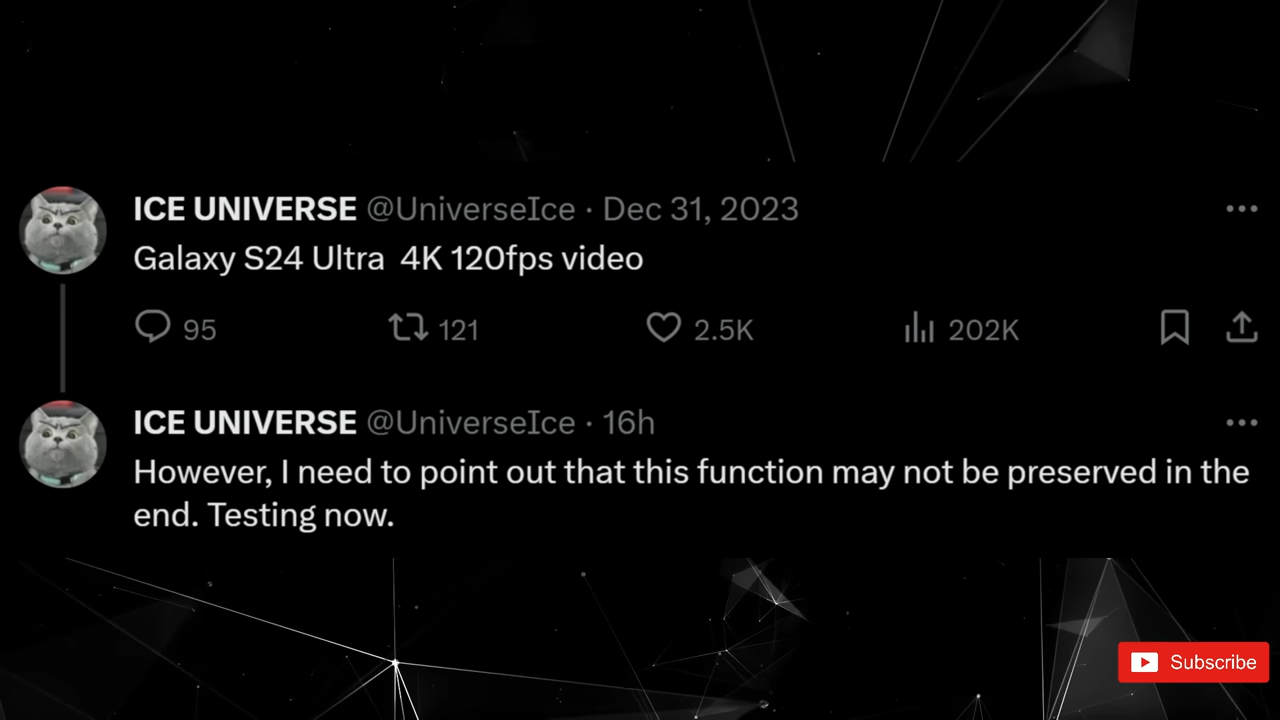 ICE UNIVERSE @UniverseIce · Dec 31, 2023
Galaxy S24 Ultra 4K 120fps video
95 121 2.5K 202K
ICE UNIVERSE @UniverseIce · 16h
However, I need to point out that this function may not be preserved in the
end. Testing now.
Subscribe